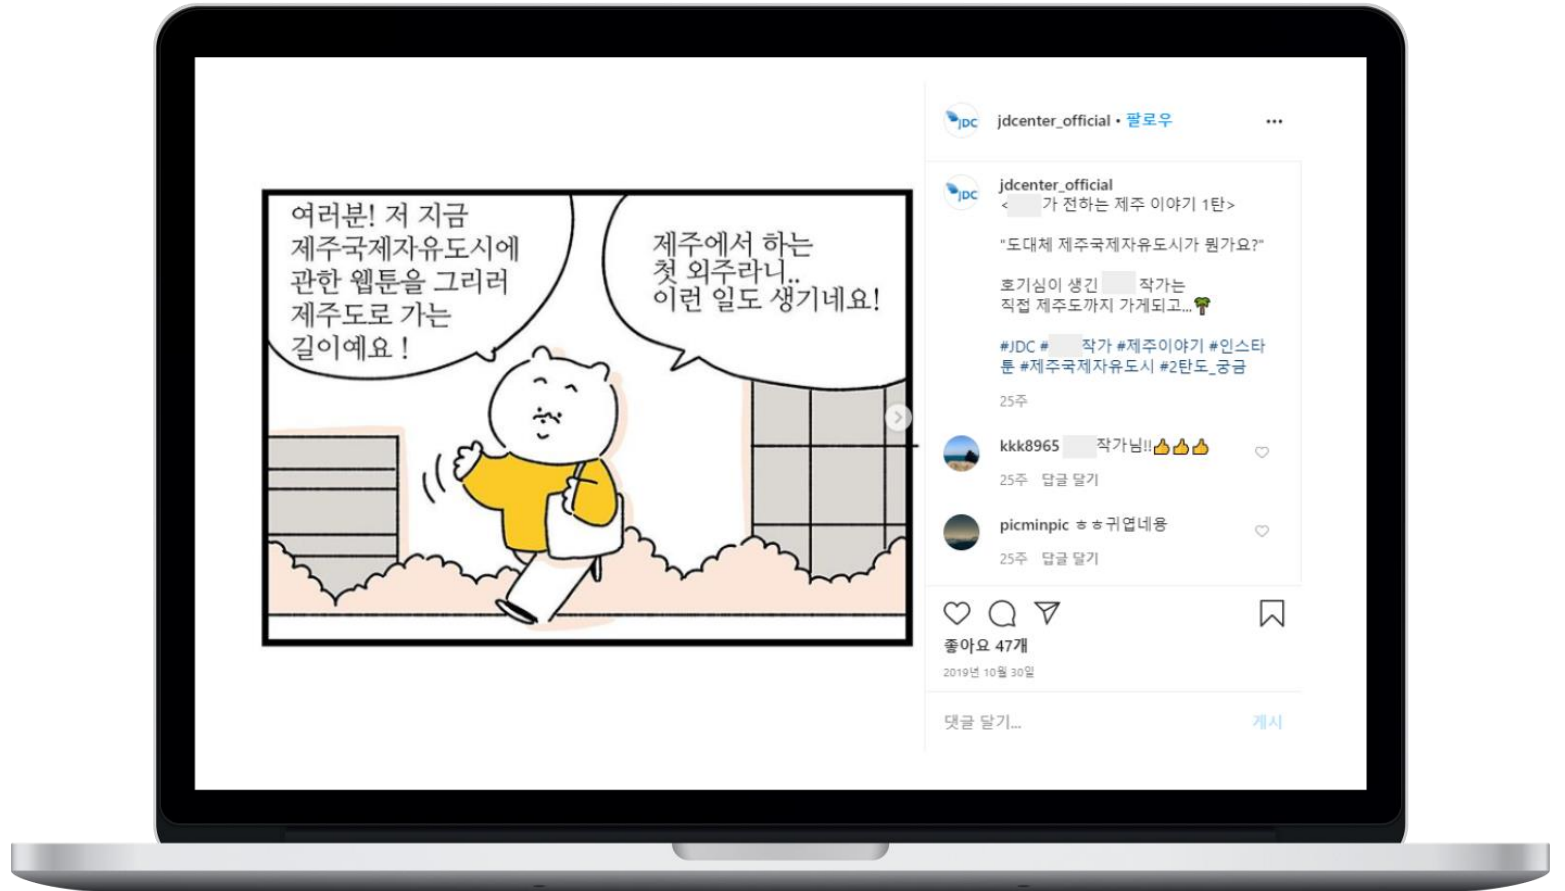 여러분! 저 지금
제주국제자유도시에
관한 웹툰을 그리러
제주도로 가는
길이예요 !
제주에서 하는
첫 외주라니..
이런 일도 생기네요!
JDC jdcenter_official • 팔로우
JDC jdcenter_official
< 가 전하는 제주 이야기 1탄>
"도대체 제주국제자유도시가 뭔가요?"
호기심이 생긴 작가는
직접 제주도까지 가게되고...🌴
#JDC # 작가 #제주이야기 #인스타
툰 #제주국제자유도시 #2탄도_궁금
25주
kkk8965 작가님!!👍👍👍
25주 답글 달기
picminpic ㅎㅎ귀엽네용
25주 답글 달기
좋아요 47개
2019년 10월 30일
댓글 달기... 게시